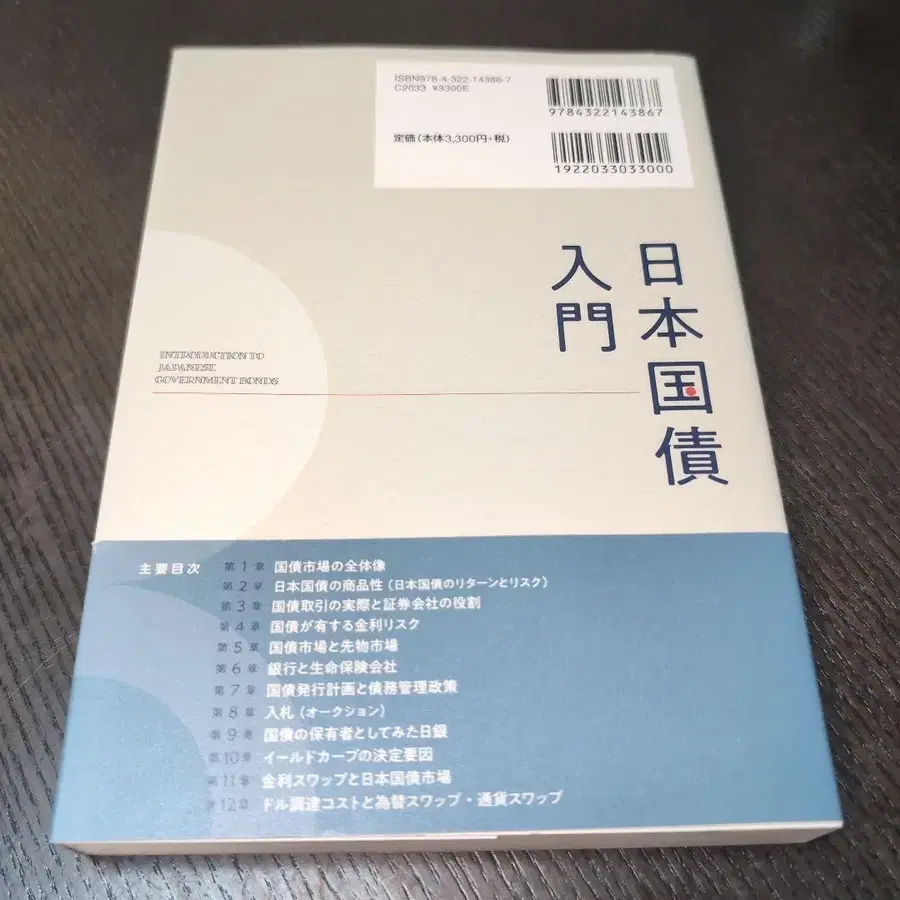 ISBN978-4-322-14386-7
C2033 ¥3300E
定価(本体3,300円+税)
9784322143867
1922033033000
日本国債
入門
INTRODUCTION TO
JAPANESE
GOVERNMENT BONDS
主要目次
第1章 国債市場の全体像
第2章 日本国債の商品性(日本国債のリターンとリスク)
第3章 国債取引の実際と証券会社の役割
第4章 国債が有する金利リスク
第5章 国債市場と先物市場
第6章 銀行と生命保険会社
第7章 国債発行計画と債務管理政策
第8章 入札(オークション)
第9章 国債の保有者としてみた日銀
第10章 イールドカーブの決定要因
第11章 金利スワップと日本国債市場
第12章 ドル調達コストと為替スワップ・通貨スワップ